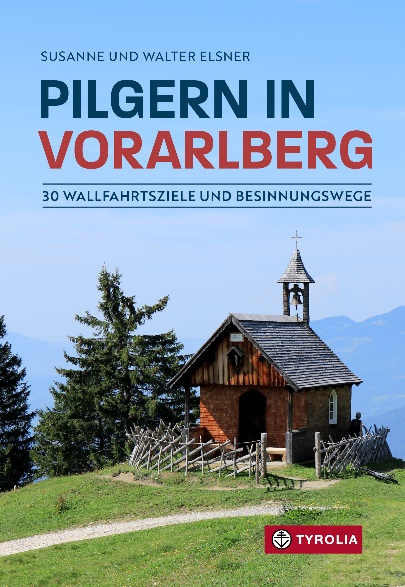 SUSANNE UND WALTER ELSNER
PILGERN IN
VORARLBERG
30 WALLFAHRTSZIELE UND BESINNUNGSWEGE
TYROLIA